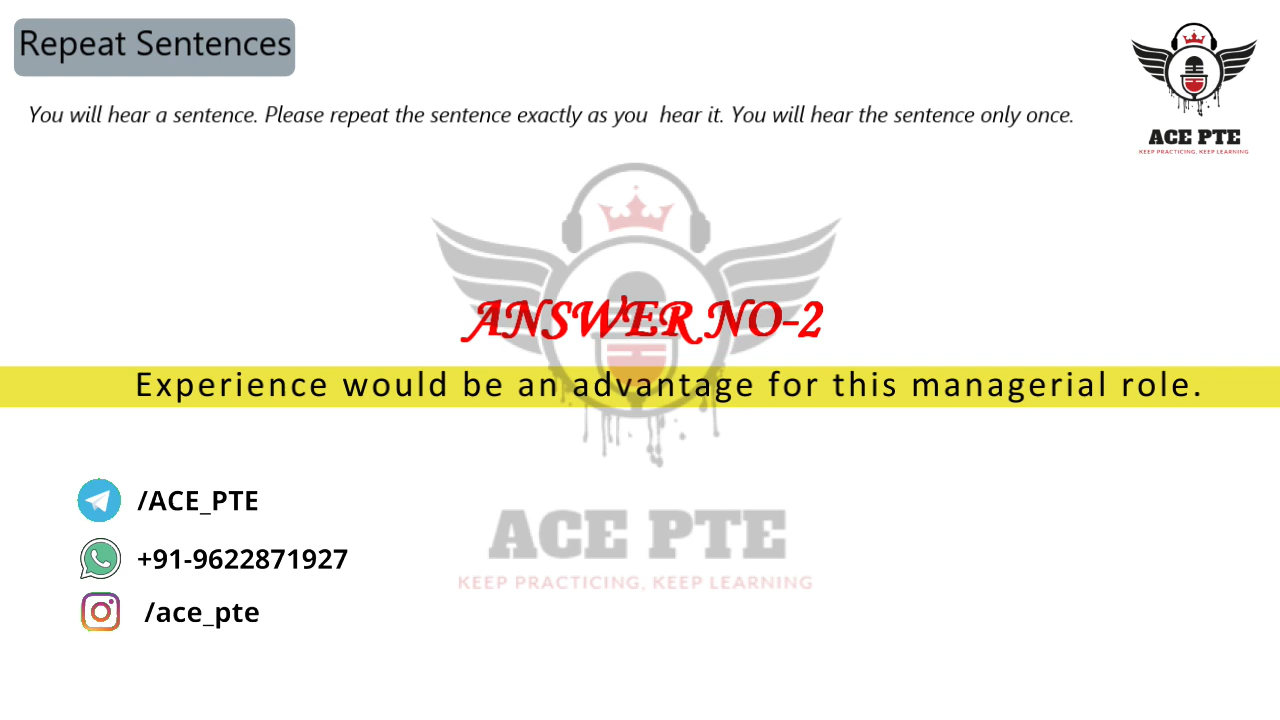 Repeat Sentences
You will hear a sentence. Please repeat the sentence exactly as you hear it. You will hear the sentence only once.
ACE PTE
KEEP PRACTICING, KEEP LEARNING
ANSWER NO-2
Experience would be an advantage for this managerial role.
/ACE_PTE
+91-9622871927
/ace_pte
ACE PTE
KEEP PRACTICING, KEEP LEARNING